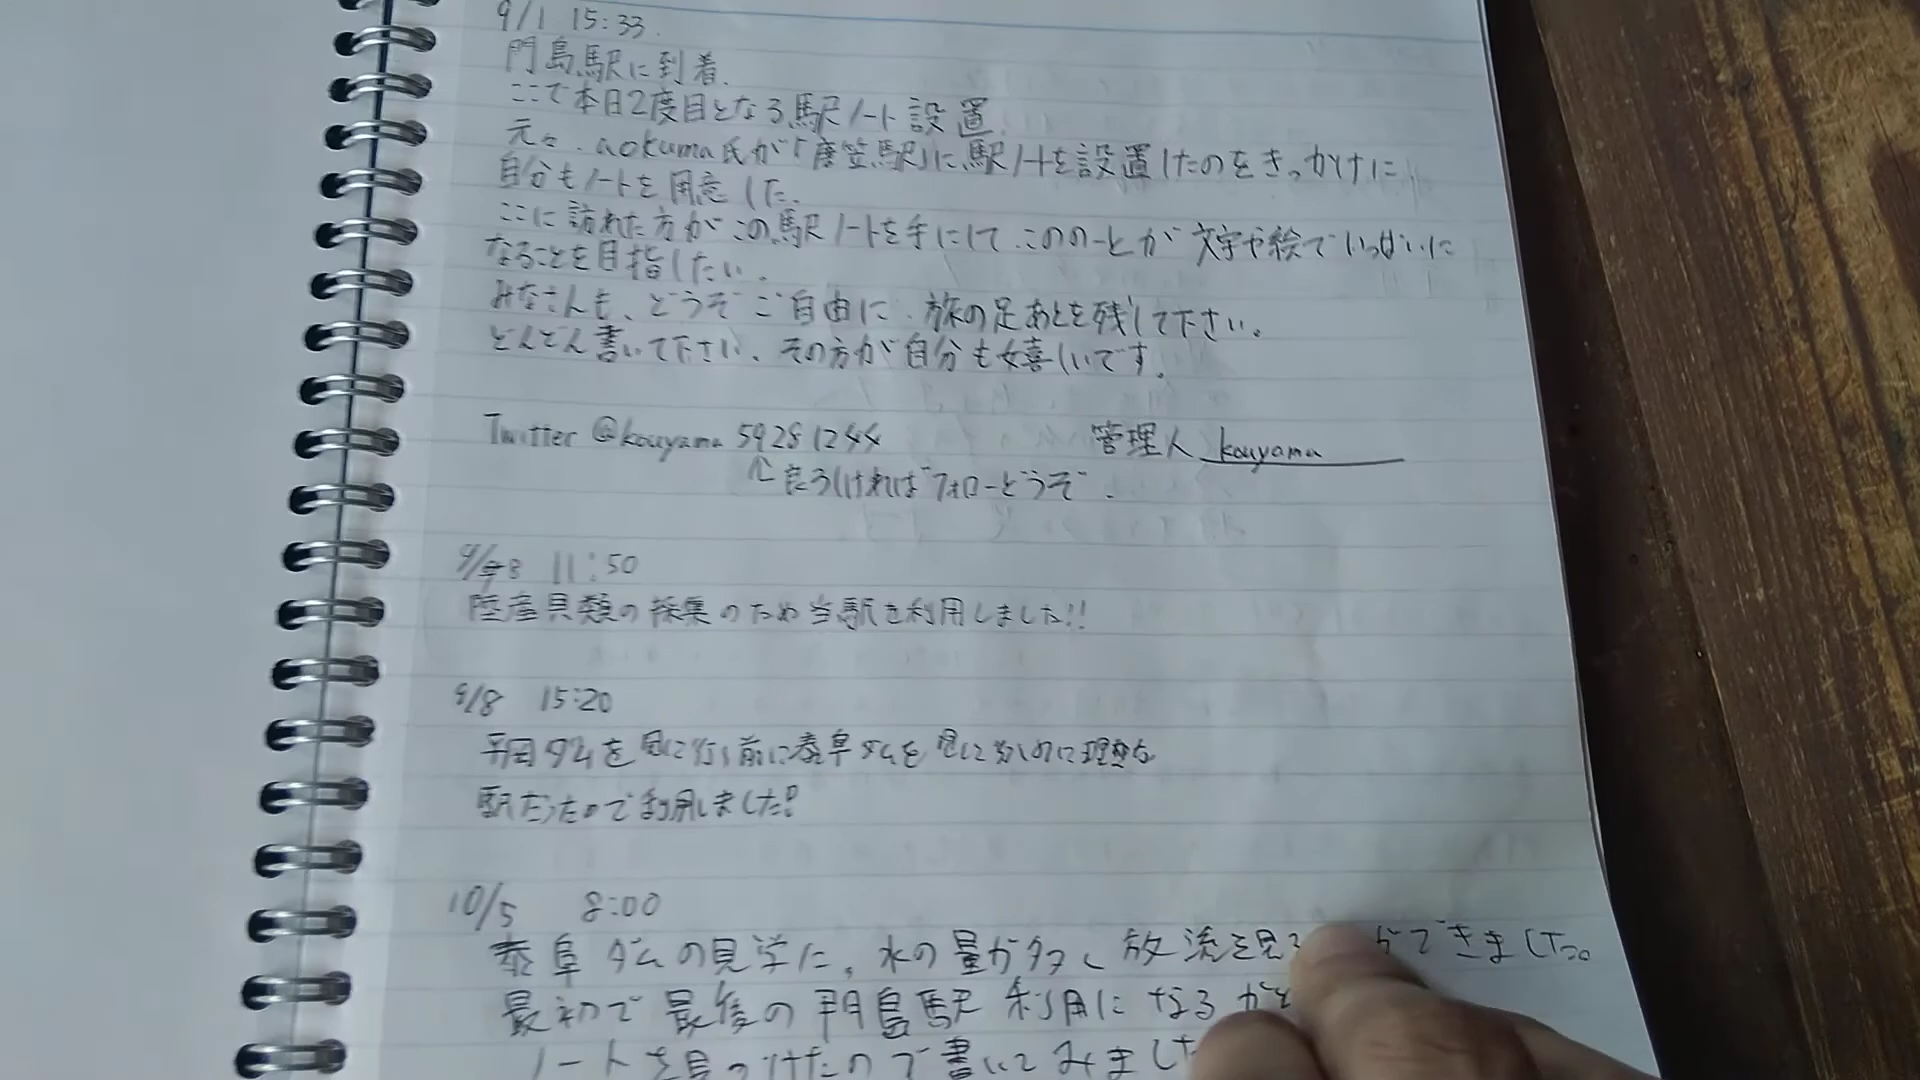 9/1 15:33.
門島駅に到着.
ここで本日2度目となる駅ノート設置.
元々、aokuma氏が「唐笠駅」に駅ノートを設置したのをきっかけに
自分もノートを用意した.
ここに訪れた方がこの駅ノートを手にして、こののーとが文字や絵でいっぱいに
なることを目指したい.
みなさんも、どうぞご自由に、旅の足あとを残して下さい。
どんどん書いて下さい、その方が自分も嬉しいです。
Twitter @kouyama 59281244 管理人 kouyama
↑良ろしければフォローどうぞ.
11:50
陸産貝類の採集のため当駅を利用しました!!
9/8 15:20
平岡ダムを見に行く前に泰阜ダムを見に
駅だったので利用しました!
10/5 8:00
泰阜ダムの見学に、水の量が多く放流を見る がでできました。
最初で最後の門島駅利用になるかと
ノートを見つけたので書いてみました